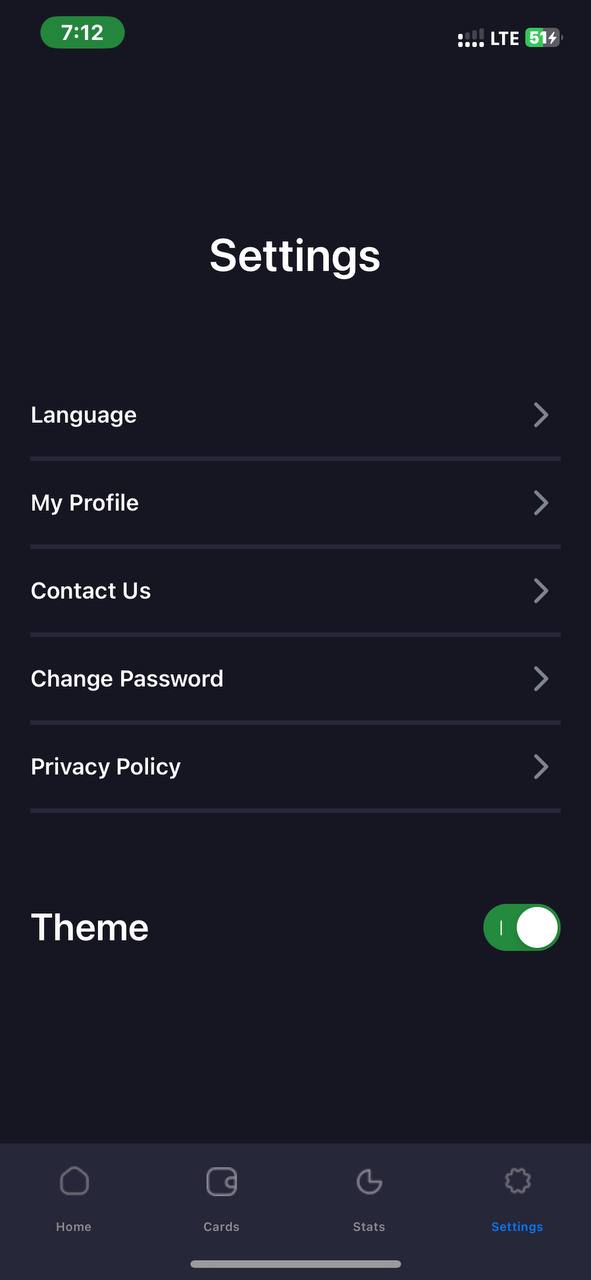 7:12
LTE 51
Settings
Language
My Profile
Contact Us
Change Password
Privacy Policy
Theme
Home
Cards
Stats
Settings